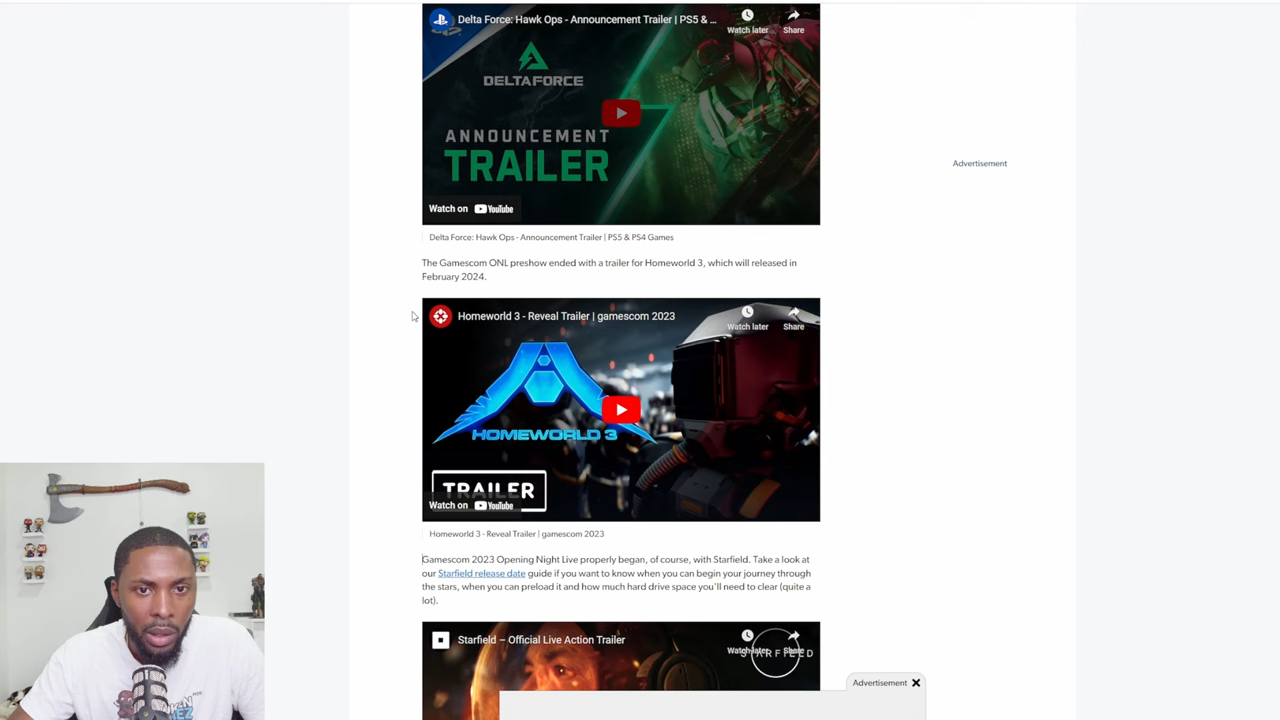 Delta Force: Hawk Ops - Announcement Trailer | PS5 & ...
Watch later
Share
DELTA FORCE
ANNOUNCEMENT
TRAILER
Watch on YouTube
Advertisement
Delta Force: Hawk Ops - Announcement Trailer | PS5 & PS4 Games
The Gamescom ONL preshow ended with a trailer for Homeworld 3, which will released in
February 2024.
Homeworld 3 - Reveal Trailer | gamescom 2023
Watch later
Share
HOMEWORLD 3
TRAILER
Watch on YouTube
Homeworld 3 - Reveal Trailer | gamescom 2023
Gamescom 2023 Opening Night Live properly began, of course, with Starfield. Take a look at
our Starfield release date guide if you want to know when you can begin your journey through
the stars, when you can preload it and how much hard drive space you'll need to clear (quite a
lot).
Starfield – Official Live Action Trailer
Watch later
Share
STARFIELD
Advertisement